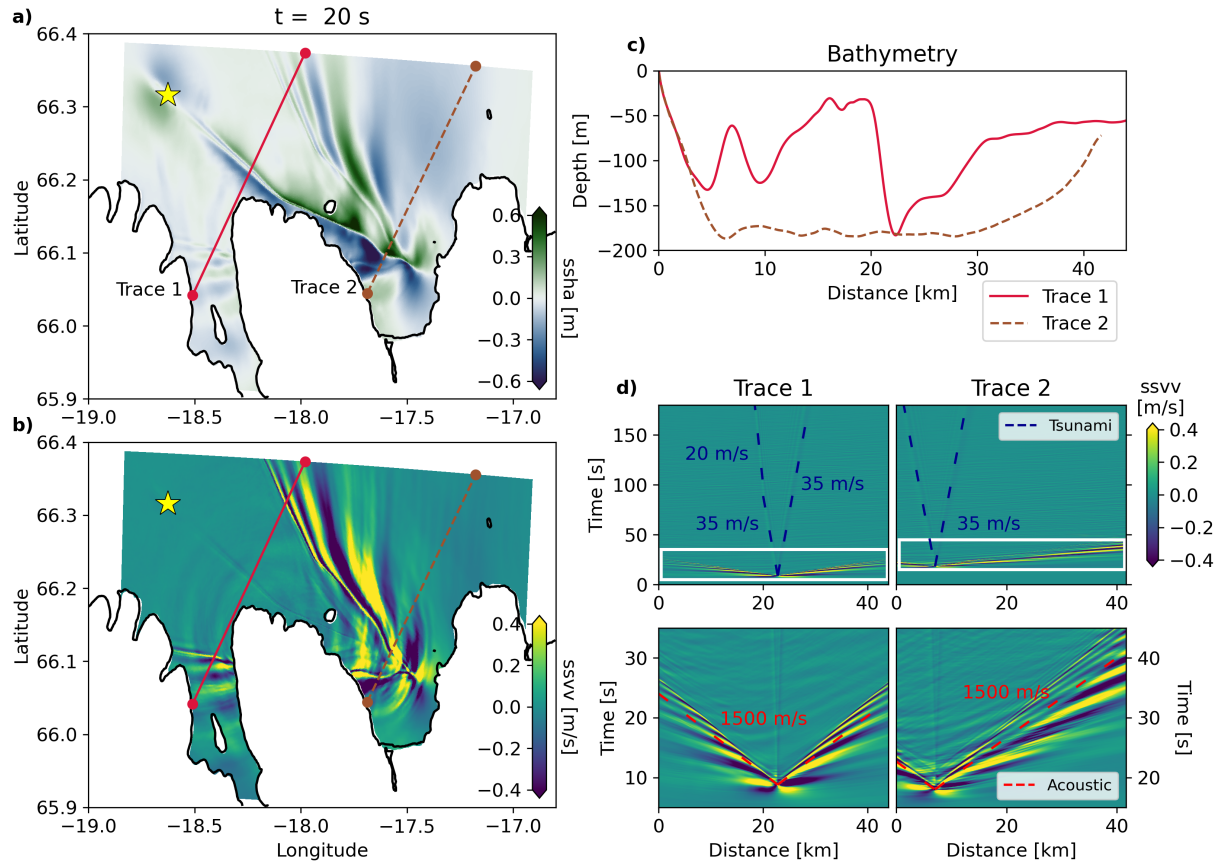 a)
t =  20 s
66.4
66.3
66.2
66.1
66.0
65.9
Latitude
Trace 1
Trace 2
0.6
0.3
0.0
−0.3
−0.6
ssha [m]
−19.0
−18.5
−18.0
−17.5
−17.0
b)
66.4
66.3
66.2
66.1
66.0
65.9
Latitude
0.4
0.2
0.0
−0.2
−0.4
ssvv [m/s]
−19.0
−18.5
−18.0
−17.5
−17.0
Longitude
c)
Bathymetry
0
−50
−100
−150
−200
Depth [m]
0
10
20
30
40
Distance [km]
Trace 1
Trace 2
d)
Trace 1
Trace 2
ssvv
[m/s]
0.4
0.2
0.0
−0.2
−0.4
150
100
50
0
Time [s]
20 m/s
35 m/s
35 m/s
0
20
40
Tsunami
35 m/s
0
20
40
30
20
10
Time [s]
1500 m/s
0
20
40
Distance [km]
1500 m/s
Acoustic
40
30
20
Time [s]
0
20
40
Distance [km]